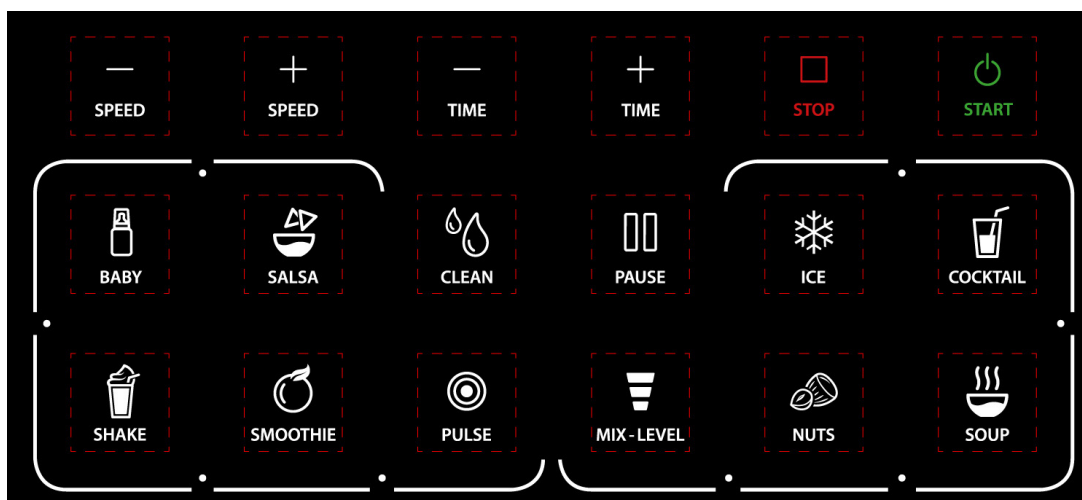 SPEED
SPEED
TIME
TIME
STOP
START
BABY
SALSA
CLEAN
PAUSE
ICE
COCKTAIL
SHAKE
SMOOTHIE
PULSE
MIX-LEVEL
NUTS
SOUP